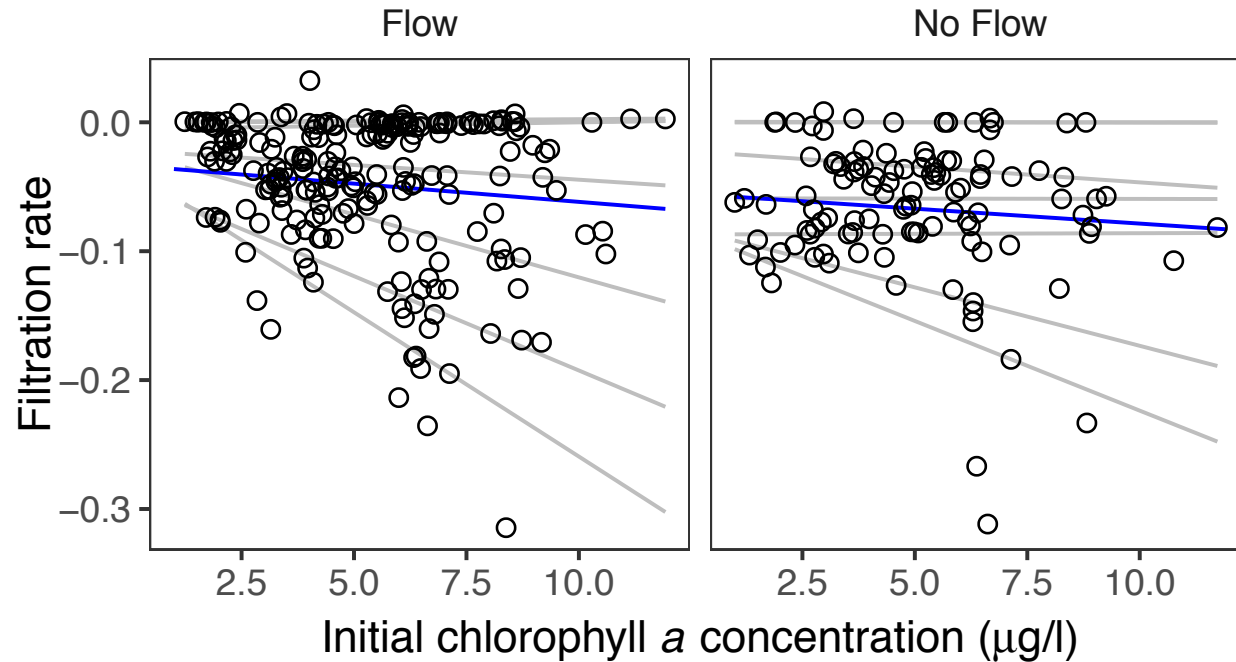 Flow
No Flow
Filtration rate
0.0
−0.1
−0.2
−0.3
2.5 5.0 7.5 10.0
2.5 5.0 7.5 10.0
Initial chlorophyll a concentration (μg/l)